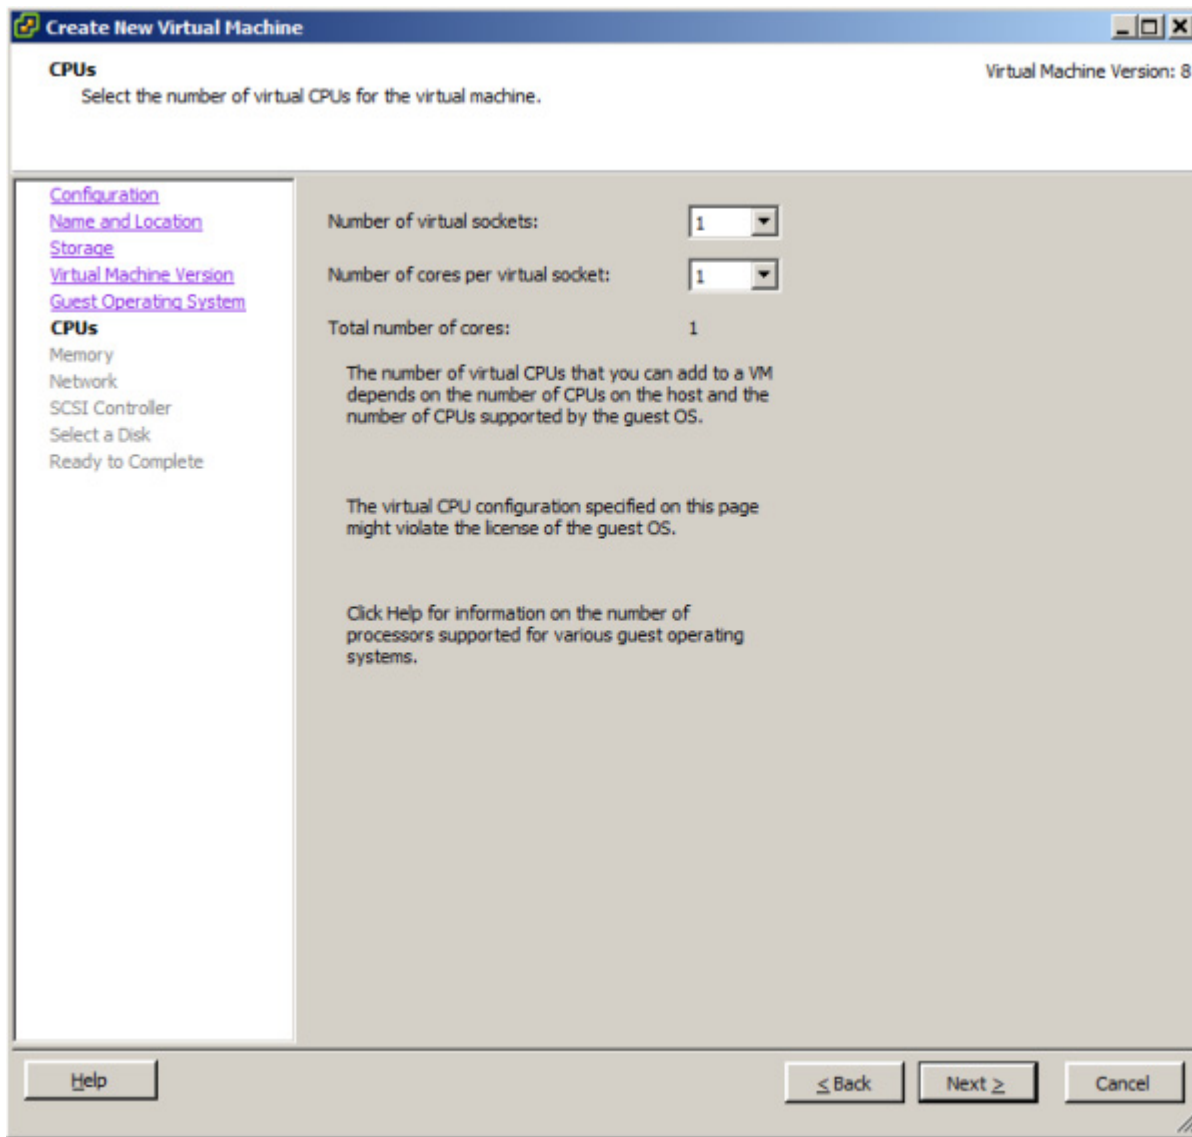 Create New Virtual Machine
CPUs
Virtual Machine Version: 8
Select the number of virtual CPUs for the virtual machine.
Configuration
Name and Location
Storage
Virtual Machine Version
Guest Operating System
CPUs
Memory
Network
SCSI Controller
Select a Disk
Ready to Complete
Number of virtual sockets: 1
Number of cores per virtual socket: 1
Total number of cores: 1
The number of virtual CPUs that you can add to a VM
depends on the number of CPUs on the host and the
number of CPUs supported by the guest OS.
The virtual CPU configuration specified on this page
might violate the license of the guest OS.
Click Help for information on the number of
processors supported for various guest operating
systems.
Help
≤ Back
Next ≥
Cancel